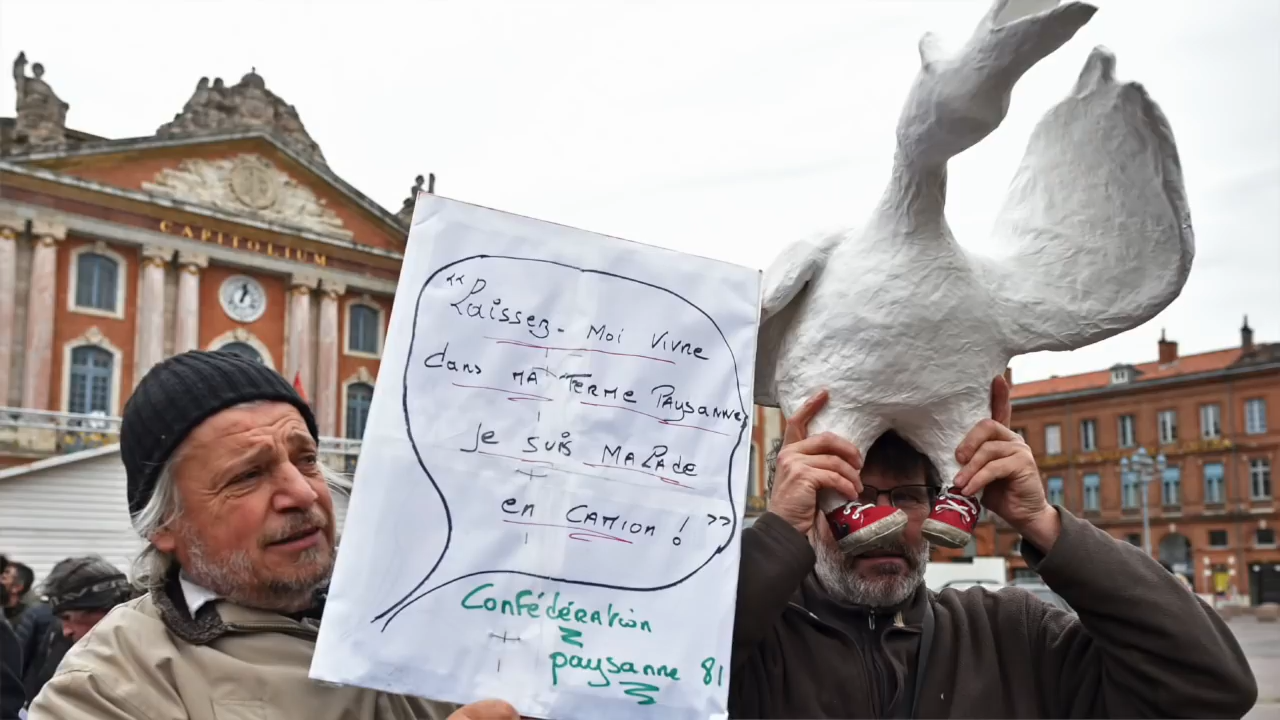 CAPITOLIUM
“Laissez-Moi Vivre
dans MA Ferme Paysanne
Je suis MALADe
en CAMion ! ”
Confédération
paysanne 81